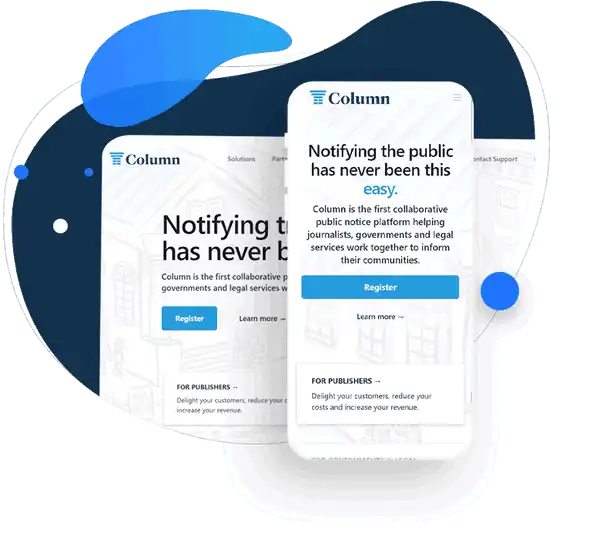 Column
Solutions
Contact Support
Notifying
has never
Column is the first collaborative
governments and legal services
Register
Learn more →
FOR PUBLISHERS →
Delight your customers, reduce your
increase your revenue.
Column
Notifying the public
has never been this
easy.
Column is the first collaborative
public notice platform helping
journalists, governments and legal
services work together to inform
their communities.
Register
Learn more →
FOR PUBLISHERS →
Delight your customers, reduce your
costs and increase your revenue.